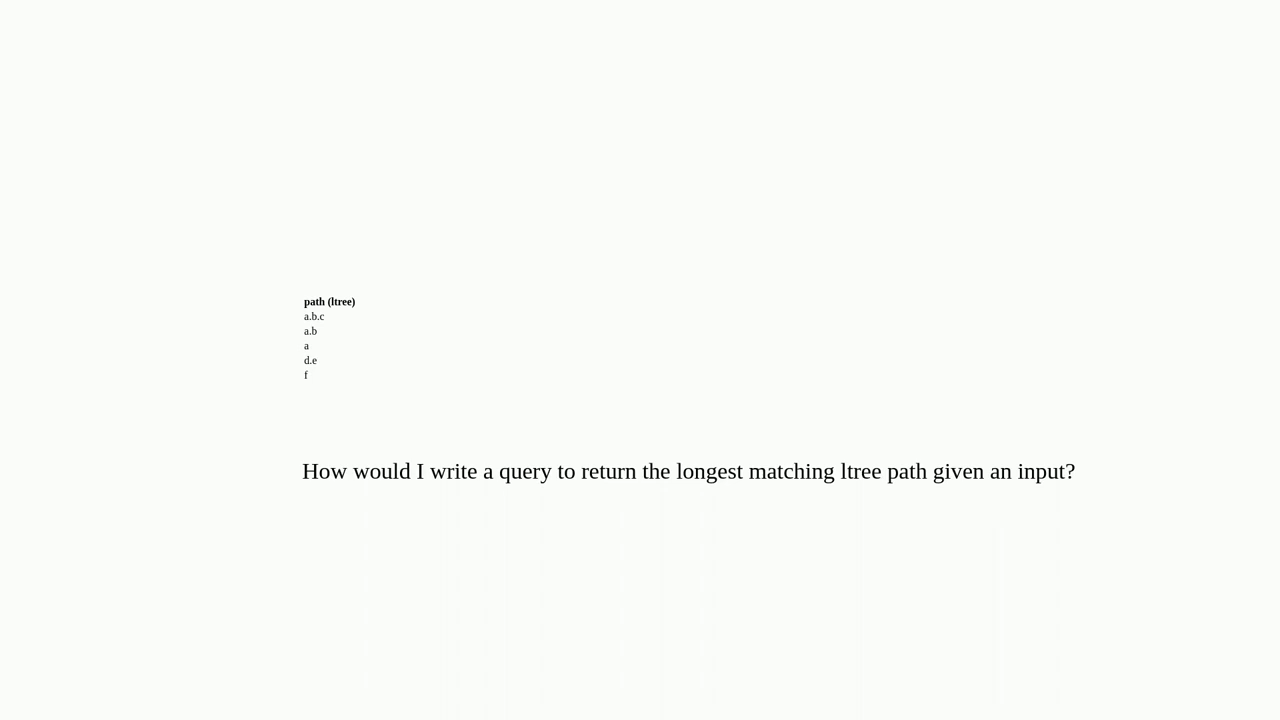 path (ltree)
a.b.c
a.b
a
d.e
f
How would I write a query to return the longest matching ltree path given an input?